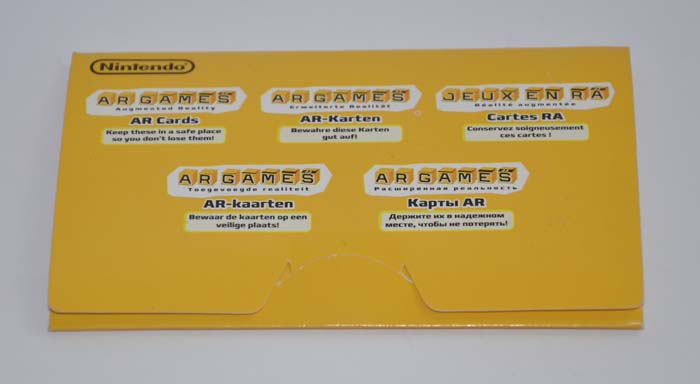 Nintendo
AR GAMES
Augmented Reality
AR Cards
Keep these in a safe place
so you don't lose them!
AR GAMES
Erweiterte Realität
AR-Karten
Bewahre diese Karten
gut auf!
JEUX EN RA
Réalité augmentée
Cartes RA
Conservez soigneusement
ces cartes !
AR GAMES
Toegevoegde realiteit
AR-kaarten
Bewaar de kaarten op een
veilige plaats!
AR GAMES
Расширенная реальность
Карты AR
Держите их в надежном
месте, чтобы не потерять!